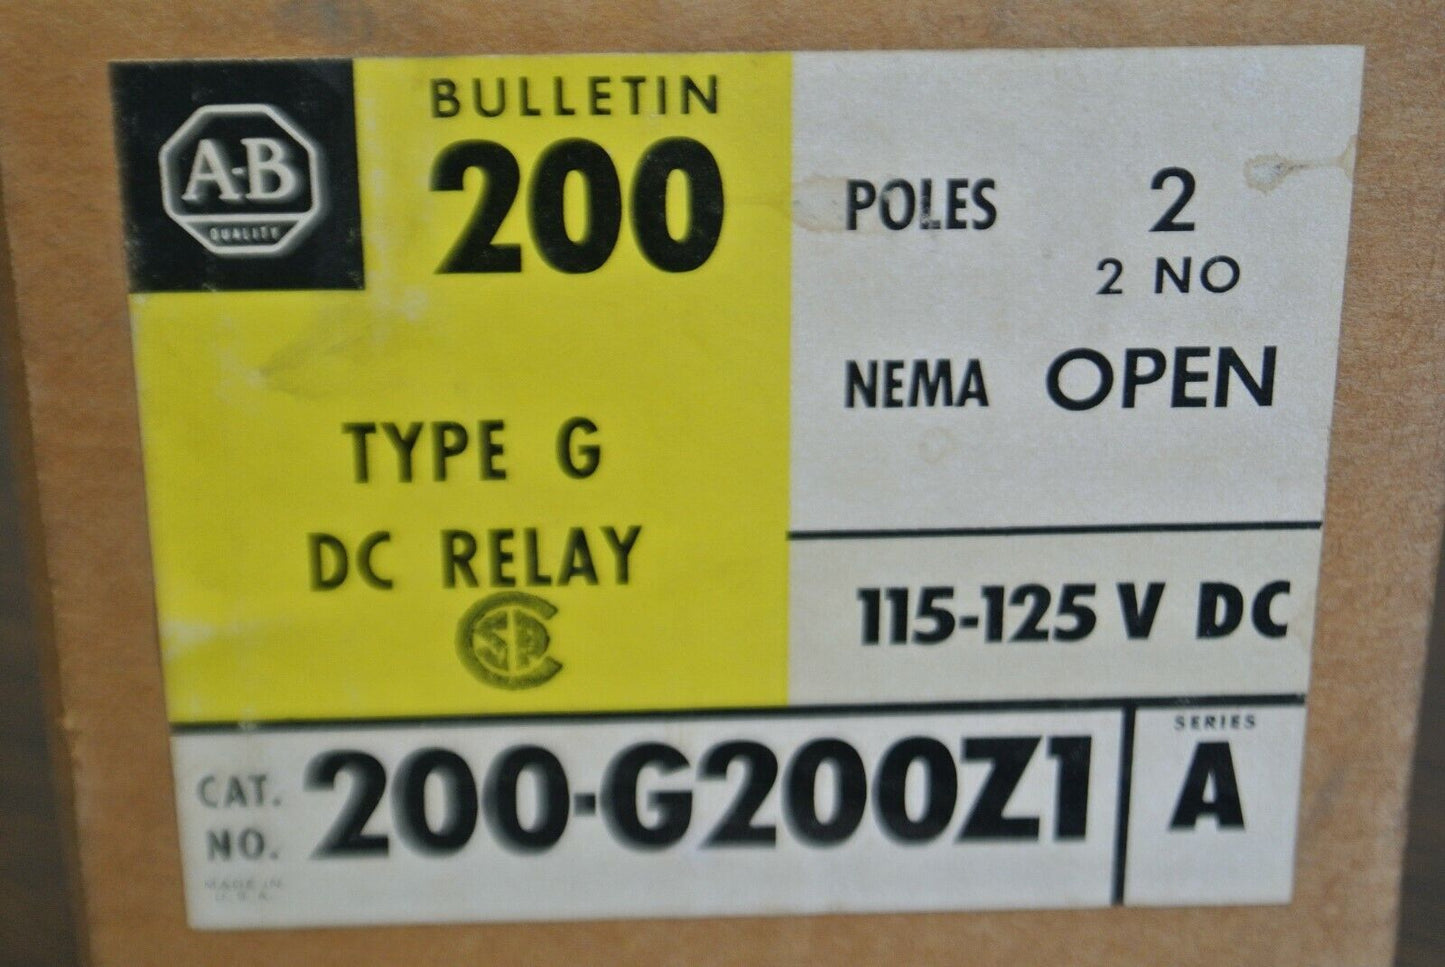 A-B
QUALITY
BULLETIN
200
TYPE G
DC RELAY
POLES 2
2 NO
NEMA OPEN
115-125 V DC
CAT. NO. 200-G200Z1
SERIES
A
MADE IN
U.S.A.